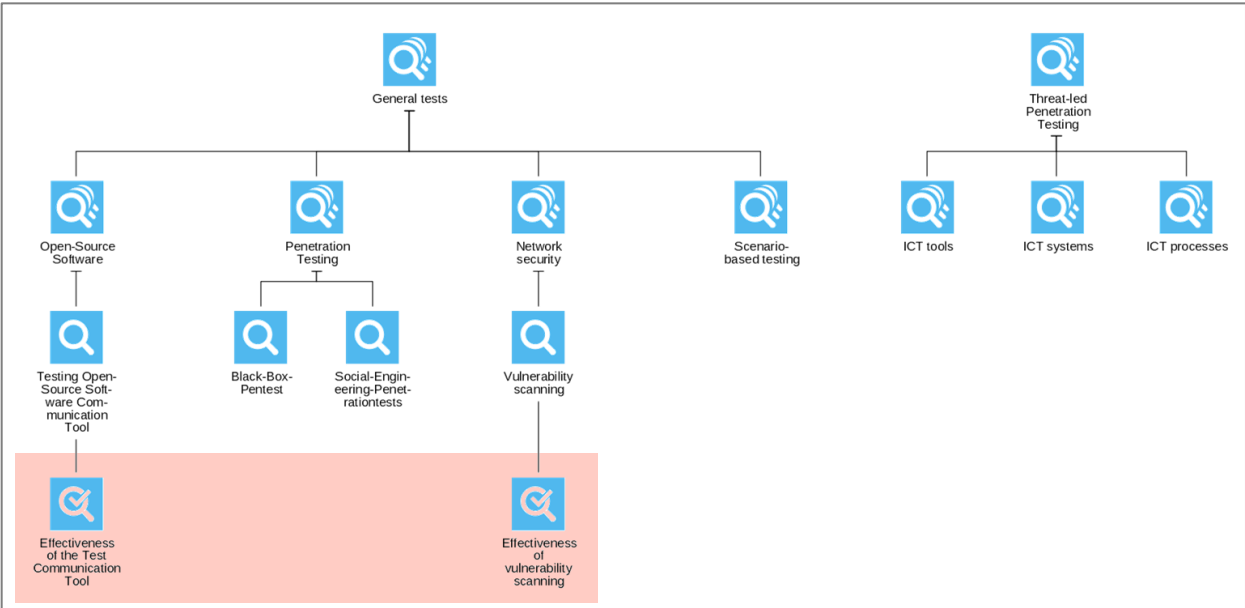 General tests
Threat-led
Penetration
Testing
Open-Source
Software
Penetration
Testing
Network
security
Scenario-
based testing
ICT tools
ICT systems
ICT processes
Testing Open-
Source Soft-
ware Com-
munication
Tool
Black-Box-
Pentest
Social-Engin-
eering-Penet-
rationtests
Vulnerability
scanning
Effectiveness
of the Test
Communication
Tool
Effectiveness
of
vulnerability
scanning